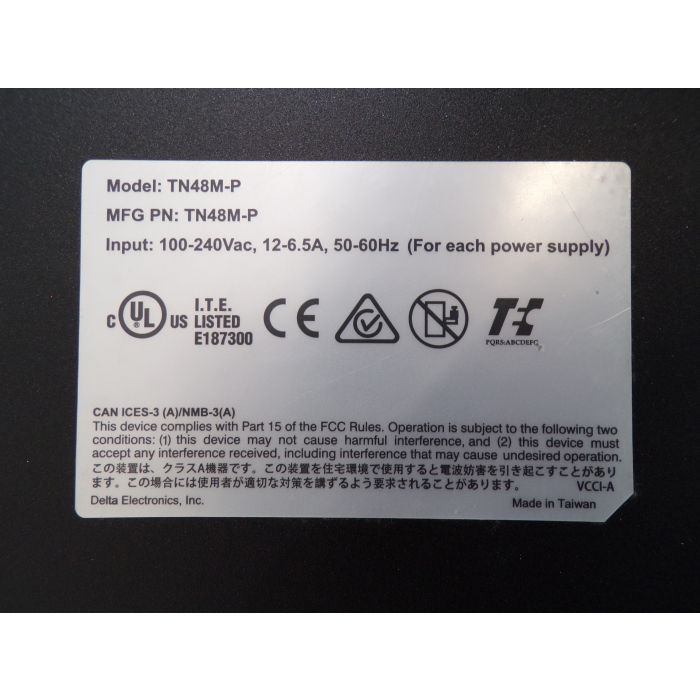 Model: TN48M-P
MFG PN: TN48M-P
Input: 100-240Vac, 12-6.5A, 50-60Hz (For each power supply)
c UL ® US I.T.E. LISTED E187300 CE
PQRS:ABCDEFG
CAN ICES-3 (A)/NMB-3(A)
This device complies with Part 15 of the FCC Rules. Operation is subject to the following two
conditions: (1) this device may not cause harmful interference, and (2) this device must
accept any interference received, including interference that may cause undesired operation.
この装置は、クラスA機器です。この装置を住宅環境で使用すると電波妨害を引き起こすことがあり
ます。この場合には使用者が適切な対策を講ずるよう要求されることがあります。 VCCI-A
Delta Electronics, Inc. Made in Taiwan